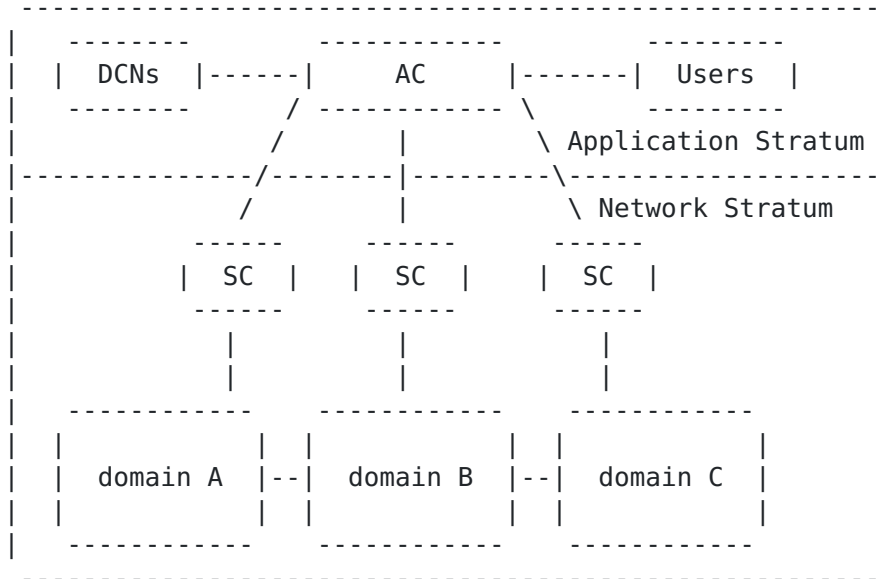 DCNs AC Users
Application Stratum
Network Stratum
SC SC SC
domain A domain B domain C